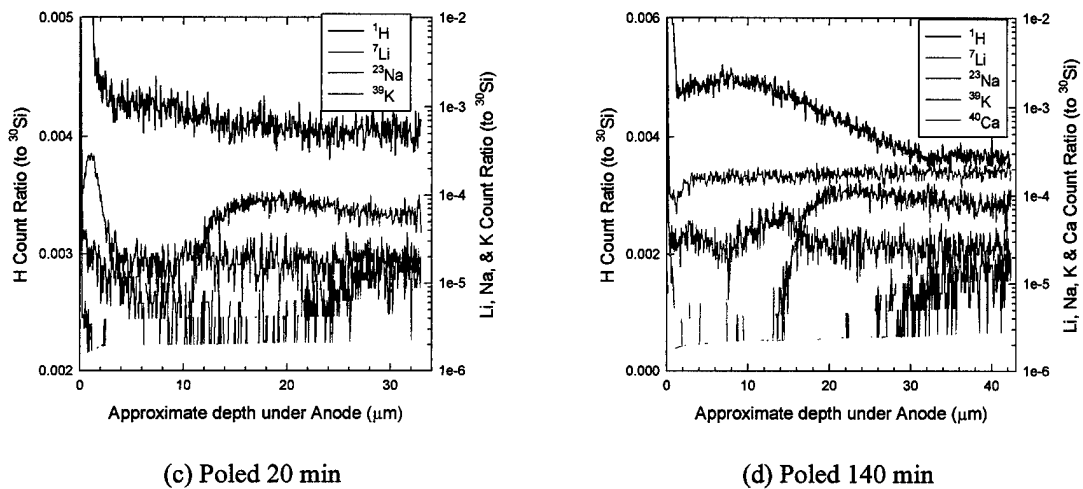 0.005
0.004
0.003
0.002
H Count Ratio (to ³⁰Si)
¹H
⁷Li
²³Na
³⁹K
1e-2
1e-3
1e-4
1e-5
1e-6
Li, Na, & K Count Ratio (to ³⁰Si)
0
10
20
30
Approximate depth under Anode (μm)
(c) Poled 20 min
0.006
0.004
0.002
0.000
H Count Ratio (to ³⁰Si)
¹H
⁷Li
²³Na
³⁹K
⁴⁰Ca
1e-2
1e-3
1e-4
1e-5
1e-6
Li, Na, K & Ca Count Ratio (to ³⁰Si)
0
10
20
30
40
Approximate depth under Anode (μm)
(d) Poled 140 min